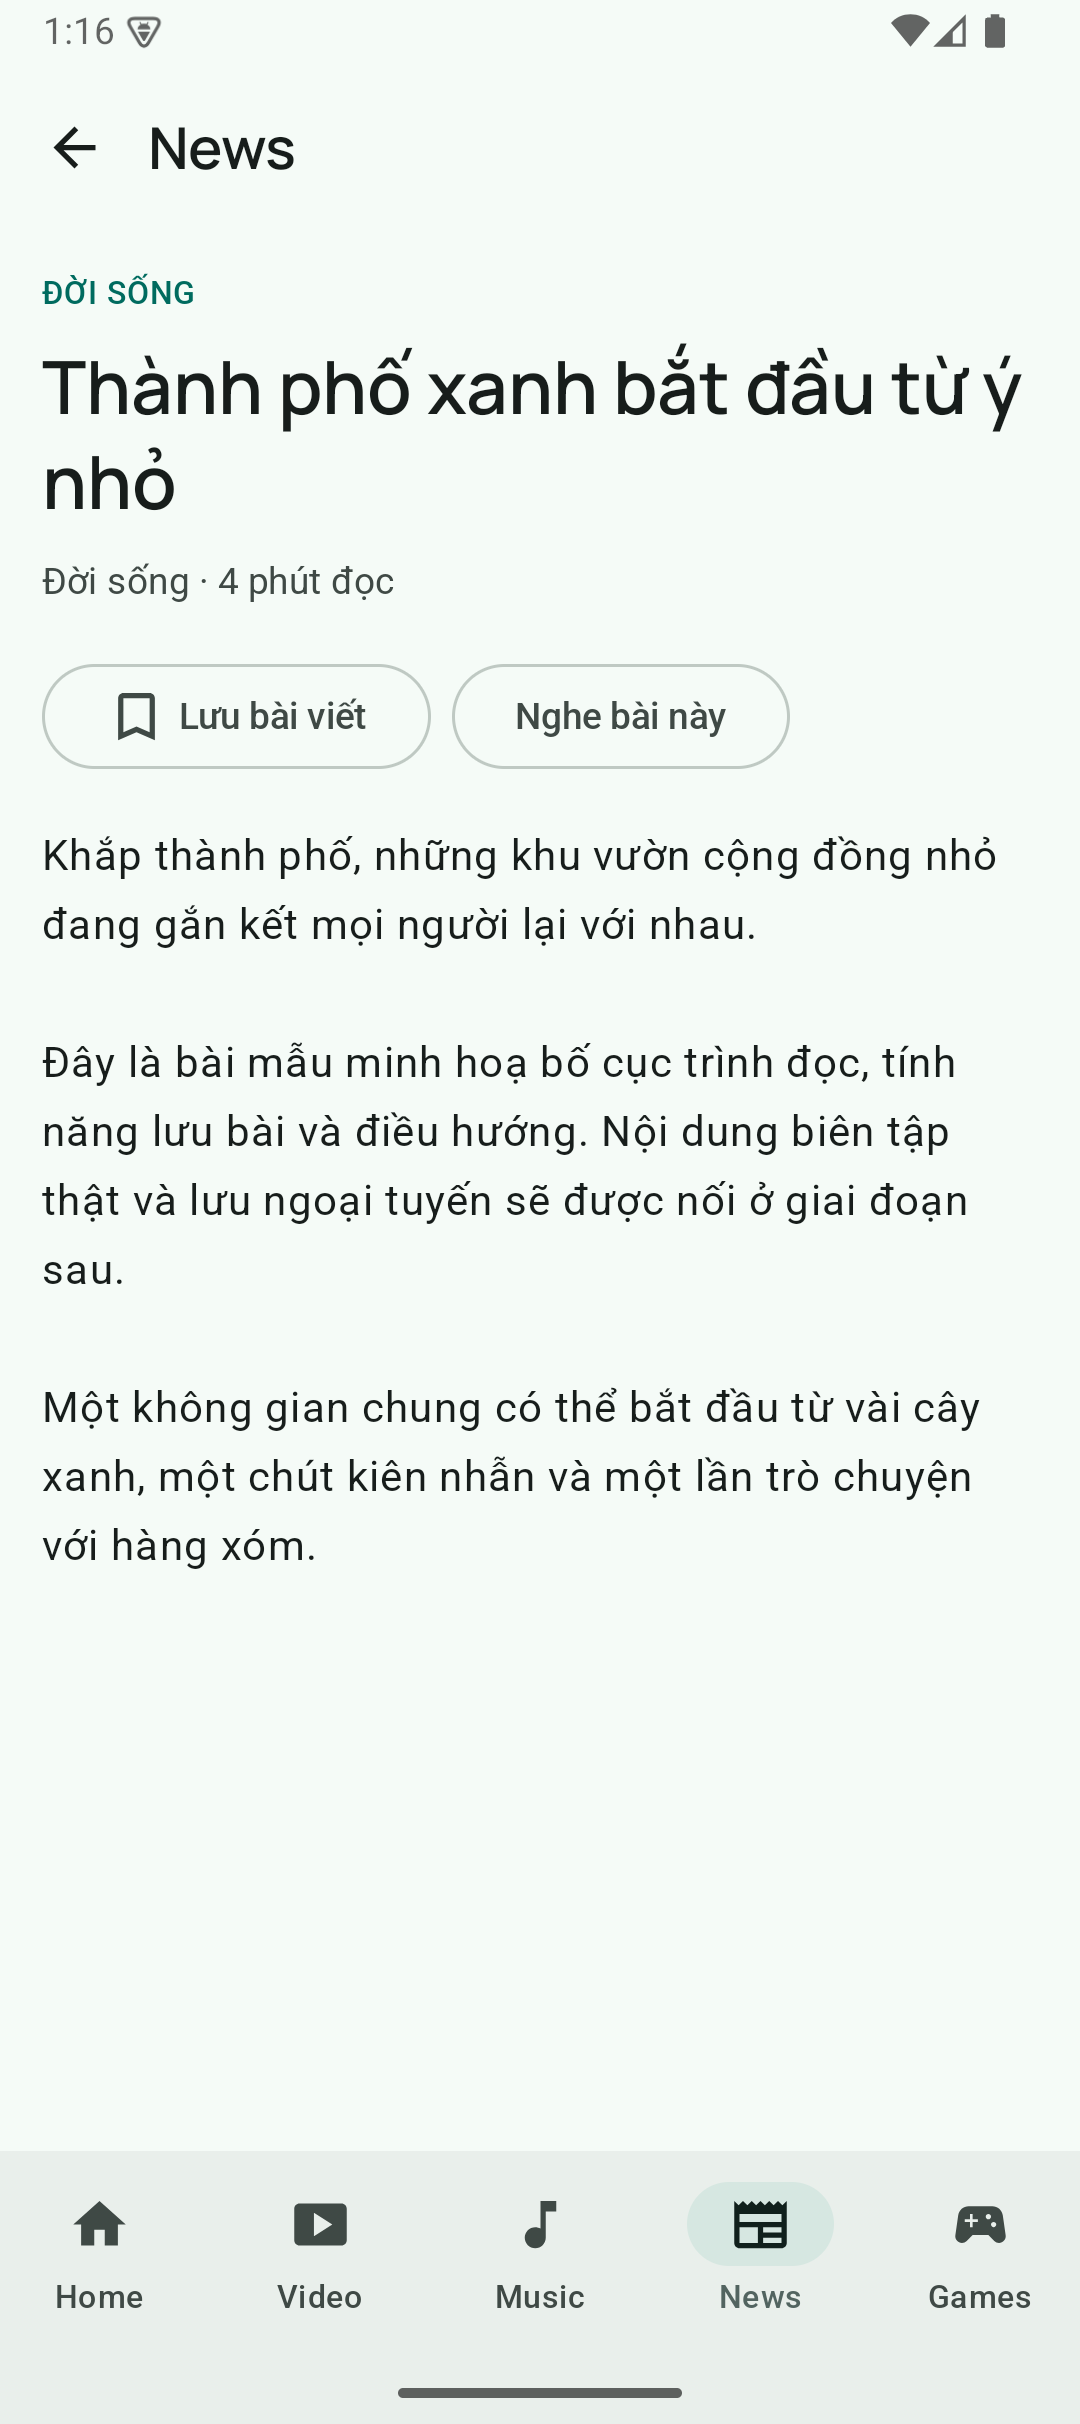 1:16
News
ĐỜI SỐNG
Thành phố xanh bắt đầu từ ý
nhỏ
Đời sống · 4 phút đọc
Lưu bài viết
Nghe bài này
Khắp thành phố, những khu vườn cộng đồng nhỏ
đang gắn kết mọi người lại với nhau.
Đây là bài mẫu minh hoạ bố cục trình đọc, tính
năng lưu bài và điều hướng. Nội dung biên tập
thật và lưu ngoại tuyến sẽ được nối ở giai đoạn
sau.
Một không gian chung có thể bắt đầu từ vài cây
xanh, một chút kiên nhẫn và một lần trò chuyện
với hàng xóm.
Home
Video
Music
News
Games